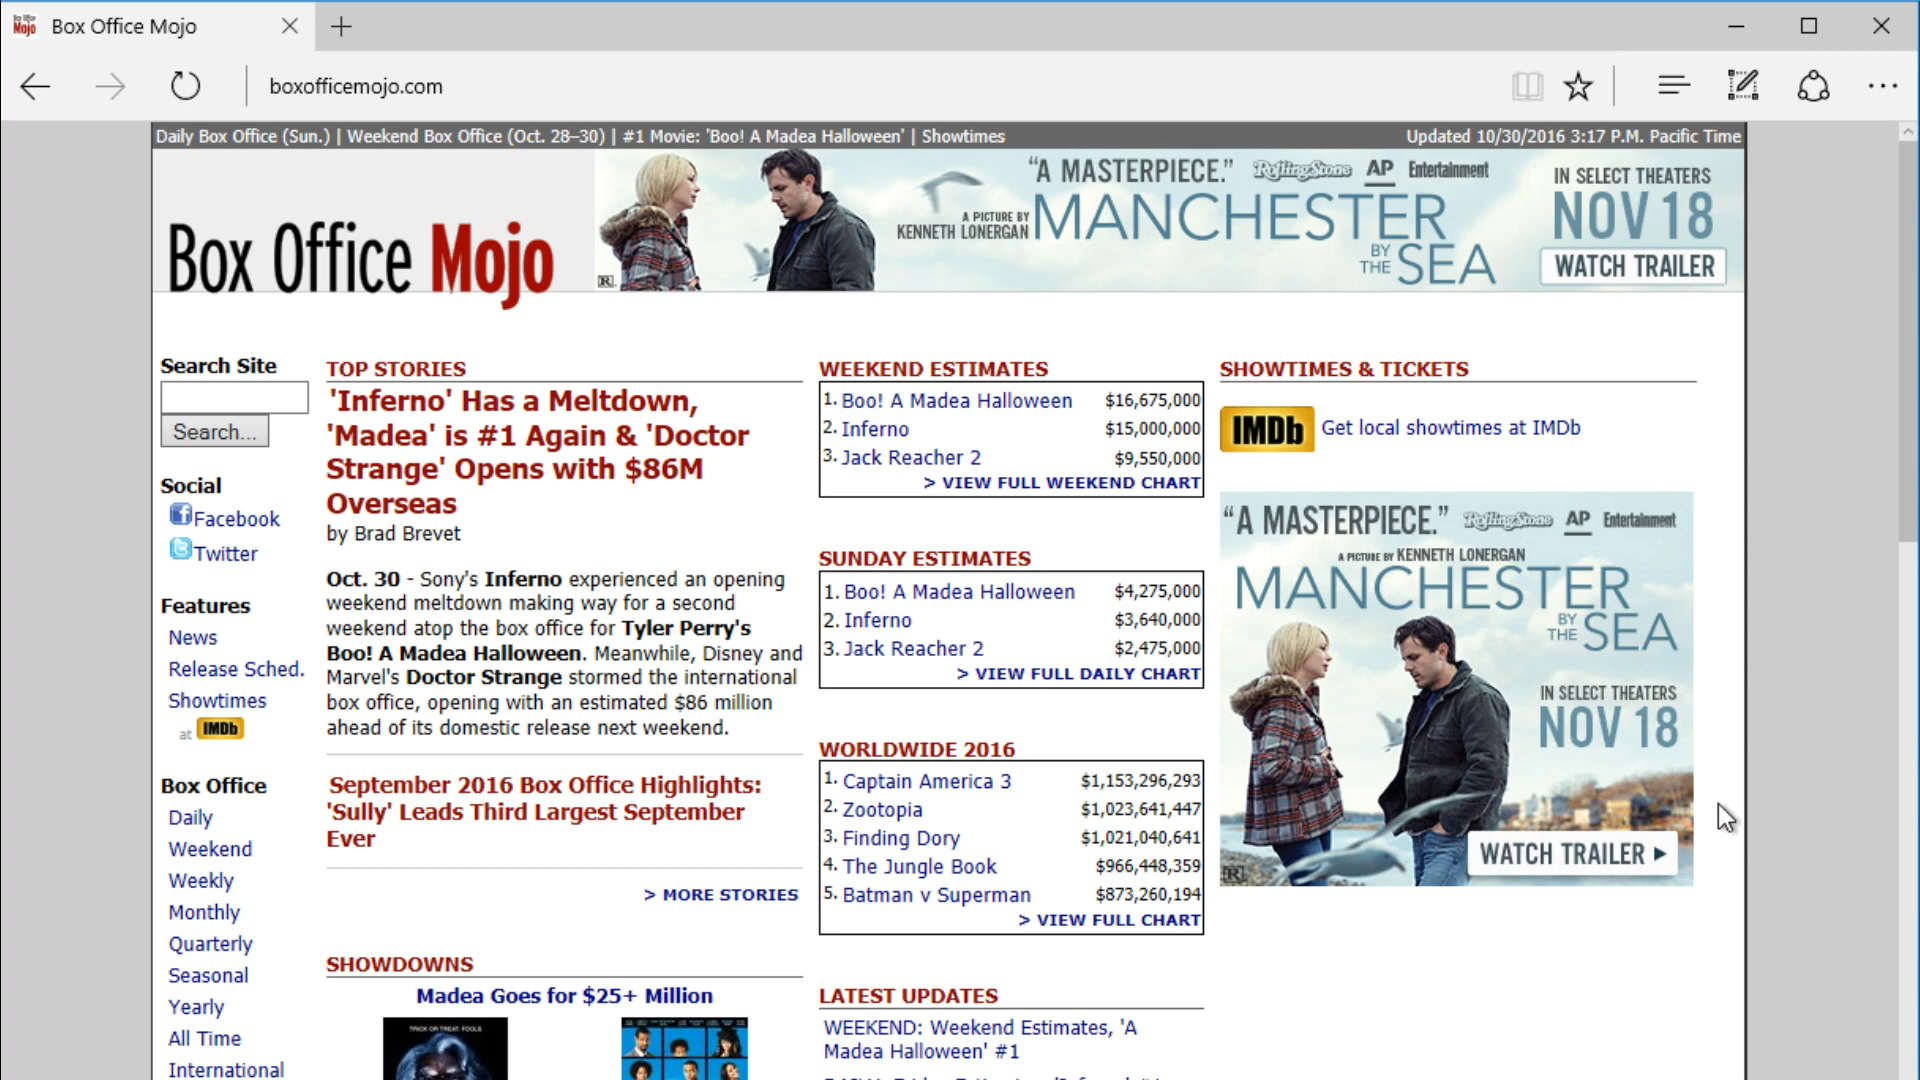 Box Office Mojo
boxofficemojo.com
Daily Box Office (Sun.) | Weekend Box Office (Oct. 28–30) | #1 Movie: 'Boo! A Madea Halloween' | Showtimes
Updated 10/30/2016 3:17 P.M. Pacific Time
Box Office Mojo
"A MASTERPIECE." RollingStone AP Entertainment
A PICTURE BY
KENNETH LONERGAN
MANCHESTER
BY THE SEA
R
IN SELECT THEATERS
NOV 18
WATCH TRAILER
Search Site
Search...
Social
Facebook
Twitter
Features
News
Release Sched.
Showtimes
at IMDb
Box Office
Daily
Weekend
Weekly
Monthly
Quarterly
Seasonal
Yearly
All Time
International
TOP STORIES
'Inferno' Has a Meltdown,
'Madea' is #1 Again & 'Doctor
Strange' Opens with $86M
Overseas
by Brad Brevet
Oct. 30 - Sony's Inferno experienced an opening
weekend meltdown making way for a second
weekend atop the box office for Tyler Perry's
Boo! A Madea Halloween. Meanwhile, Disney and
Marvel's Doctor Strange stormed the international
box office, opening with an estimated $86 million
ahead of its domestic release next weekend.
September 2016 Box Office Highlights:
'Sully' Leads Third Largest September
Ever
> MORE STORIES
SHOWDOWNS
Madea Goes for $25+ Million
TRICK OR TREAT, FOOLS.
WEEKEND ESTIMATES
1. Boo! A Madea Halloween $16,675,000
2. Inferno $15,000,000
3. Jack Reacher 2 $9,550,000
> VIEW FULL WEEKEND CHART
SUNDAY ESTIMATES
1. Boo! A Madea Halloween $4,275,000
2. Inferno $3,640,000
3. Jack Reacher 2 $2,475,000
> VIEW FULL DAILY CHART
WORLDWIDE 2016
1. Captain America 3 $1,153,296,293
2. Zootopia $1,023,641,447
3. Finding Dory $1,021,040,641
4. The Jungle Book $966,448,359
5. Batman v Superman $873,260,194
> VIEW FULL CHART
LATEST UPDATES
WEEKEND: Weekend Estimates, 'A
Madea Halloween' #1
SHOWTIMES & TICKETS
IMDb Get local showtimes at IMDb
"A MASTERPIECE." RollingStone AP Entertainment
A PICTURE BY KENNETH LONERGAN
MANCHESTER
BY THE SEA
IN SELECT THEATERS
NOV 18
WATCH TRAILER
R